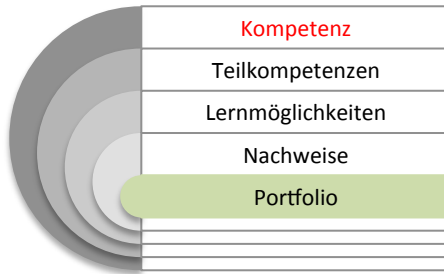 Kompetenz
Teilkompetenzen
Lernmöglichkeiten
Nachweise
Portfolio